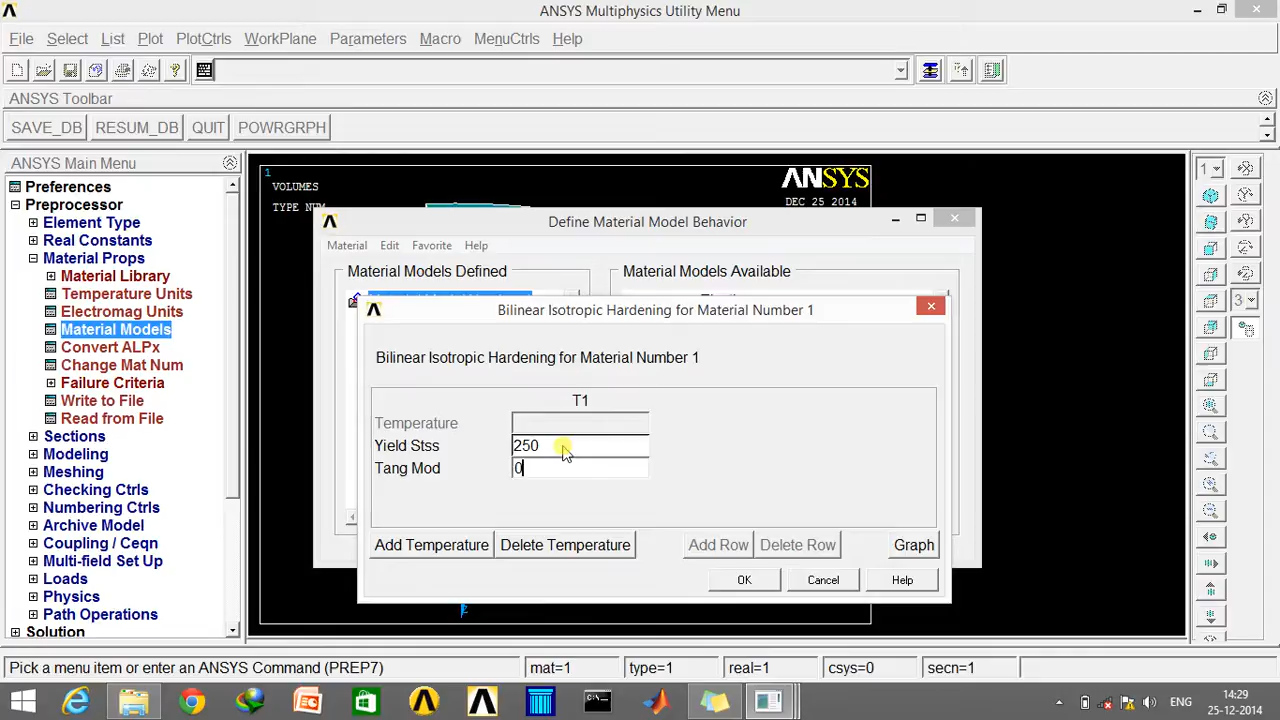 ANSYS Multiphysics Utility Menu
File Select List Plot PlotCtrls WorkPlane Parameters Macro MenuCtrls Help
ANSYS Toolbar
SAVE_DB RESUM_DB QUIT POWRGRPH
ANSYS Main Menu
Preferences
Preprocessor
Element Type
Real Constants
Material Props
Material Library
Temperature Units
Electromag Units
Material Models
Convert ALPx
Change Mat Num
Failure Criteria
Write to File
Read from File
Sections
Modeling
Meshing
Checking Ctrls
Numbering Ctrls
Archive Model
Coupling / Ceqn
Multi-field Set Up
Loads
Physics
Path Operations
Solution
1
VOLUMES
TYPE NUM
ANSYS
DEC 25 2014
Define Material Model Behavior
Material Edit Favorite Help
Material Models Defined
Material Models Available
Bilinear Isotropic Hardening for Material Number 1
Bilinear Isotropic Hardening for Material Number 1
T1
Temperature
Yield Stss 250
Tang Mod 0
Add Temperature Delete Temperature Add Row Delete Row Graph
OK Cancel Help
1
3
Pick a menu item or enter an ANSYS Command (PREP7)
mat=1 type=1 real=1 csys=0 secn=1
ENG
14:29
25-12-2014